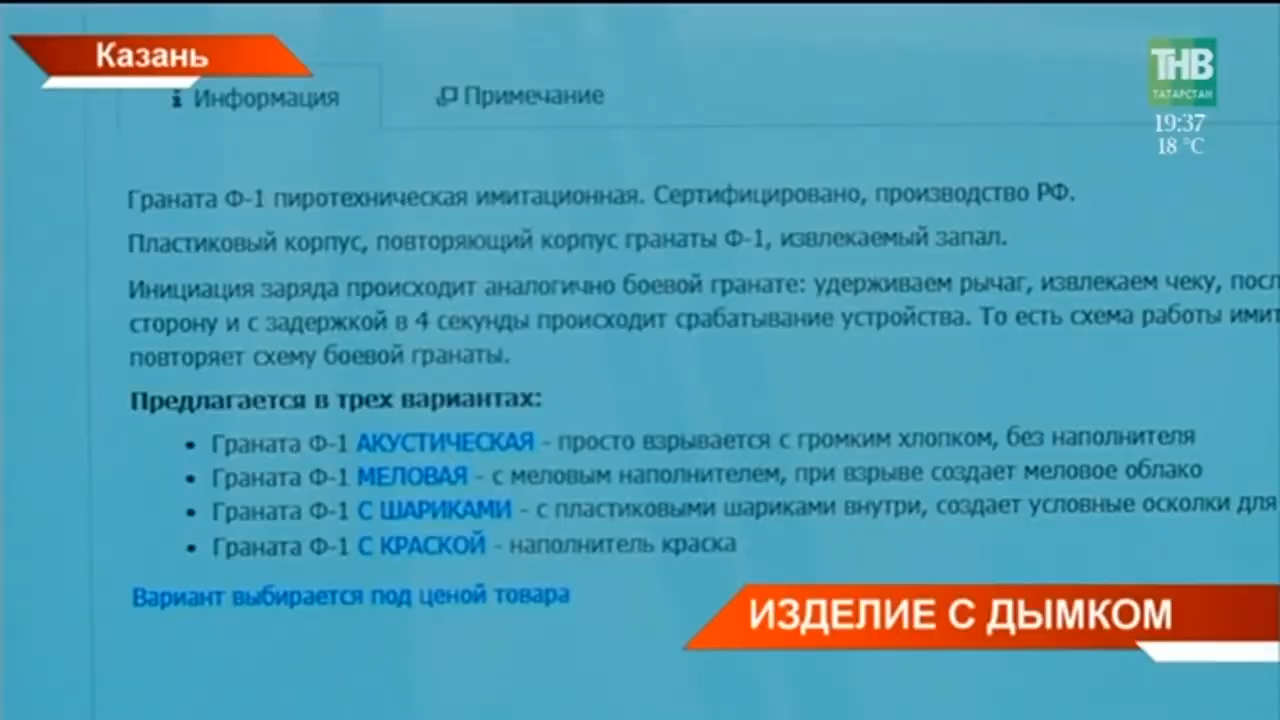 Казань
ТНВ
ТАТАРСТАН
19:37
18 °C
Информация
Примечание
Граната Ф-1 пиротехническая имитационная. Сертифицировано, производство РФ.
Пластиковый корпус, повторяющий корпус гранаты Ф-1, извлекаемый запал.
Инициация заряда происходит аналогично боевой гранате: удерживаем рычаг, извлекаем чеку, посл
сторону и с задержкой в 4 секунды происходит срабатывание устройства. То есть схема работы имит
повторяет схему боевой гранаты.
Предлагается в трех вариантах:
• Граната Ф-1 АКУСТИЧЕСКАЯ - просто взрывается с громким хлопком, без наполнителя
• Граната Ф-1 МЕЛОВАЯ - с меловым наполнителем, при взрыве создает меловое облако
• Граната Ф-1 С ШАРИКАМИ - с пластиковыми шариками внутри, создает условные осколки для
• Граната Ф-1 С КРАСКОЙ - наполнитель краска
Вариант выбирается под ценой товара
ИЗДЕЛИЕ С ДЫМКОМ